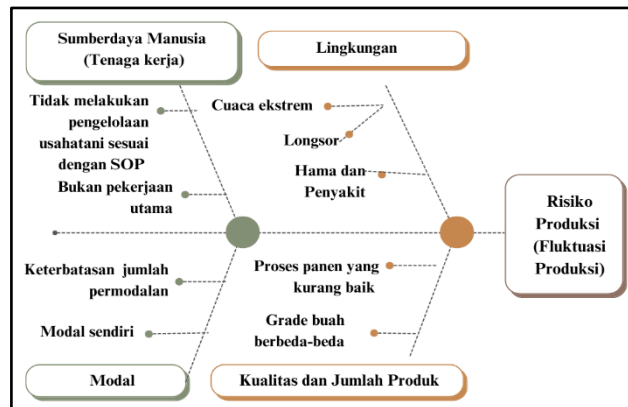 Sumberdaya Manusia
(Tenaga kerja)
Lingkungan
Tidak melakukan
pengelolaan
usahatani sesuai
dengan SOP
Bukan pekerjaan
utama
Cuaca ekstrem
Longsor
Hama dan
Penyakit
Risiko
Produksi
(Fluktuasi
Produksi)
Keterbatasan jumlah
permodalan
Modal sendiri
Proses panen yang
kurang baik
Grade buah
berbeda-beda
Modal
Kualitas dan Jumlah Produk